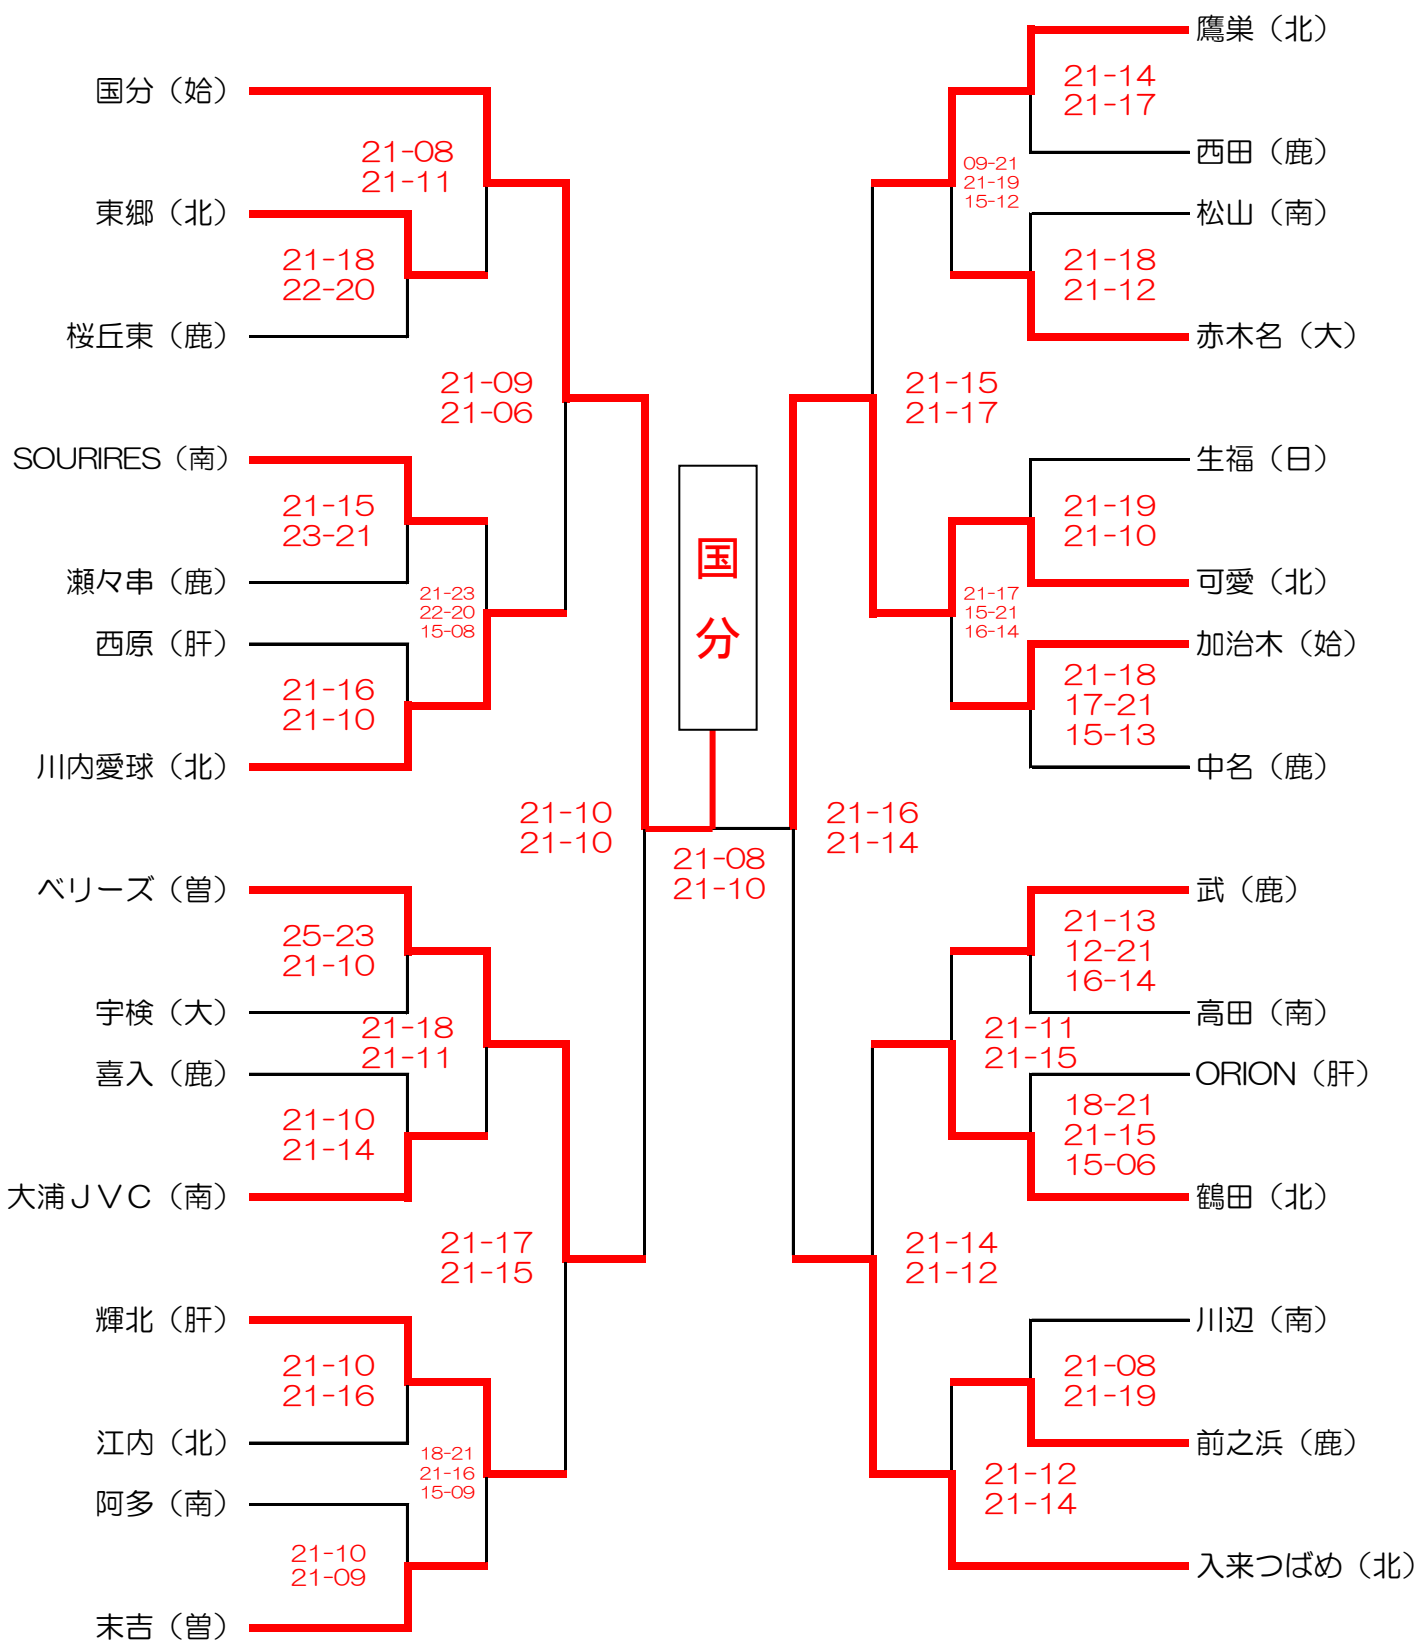 国分（姶）
21-08
21-11
東郷（北）
21-18
22-20
桜丘東（鹿）
21-09
21-06
SOURIRES（南）
21-15
23-21
瀬々串（鹿）
21-23
22-20
15-08
西原（肝）
21-16
21-10
川内愛球（北）
21-10
21-10
ベリーズ（曽）
25-23
21-10
宇検（大）
21-18
21-11
喜入（鹿）
21-10
21-14
大浦ＪＶＣ（南）
21-17
21-15
輝北（肝）
21-10
21-16
江内（北）
18-21
21-16
15-09
阿多（南）
21-10
21-09
末吉（曽）
国
分
21-08
21-10
鷹巣（北）
21-14
21-17
西田（鹿）
09-21
21-19
15-12
松山（南）
21-18
21-12
赤木名（大）
21-15
21-17
生福（日）
21-19
21-10
可愛（北）
21-17
15-21
16-14
加治木（姶）
21-18
17-21
15-13
中名（鹿）
21-16
21-14
武（鹿）
21-13
12-21
16-14
高田（南）
21-11
21-15
ORION（肝）
18-21
21-15
15-06
鶴田（北）
21-14
21-12
川辺（南）
21-08
21-19
前之浜（鹿）
21-12
21-14
入来つばめ（北）